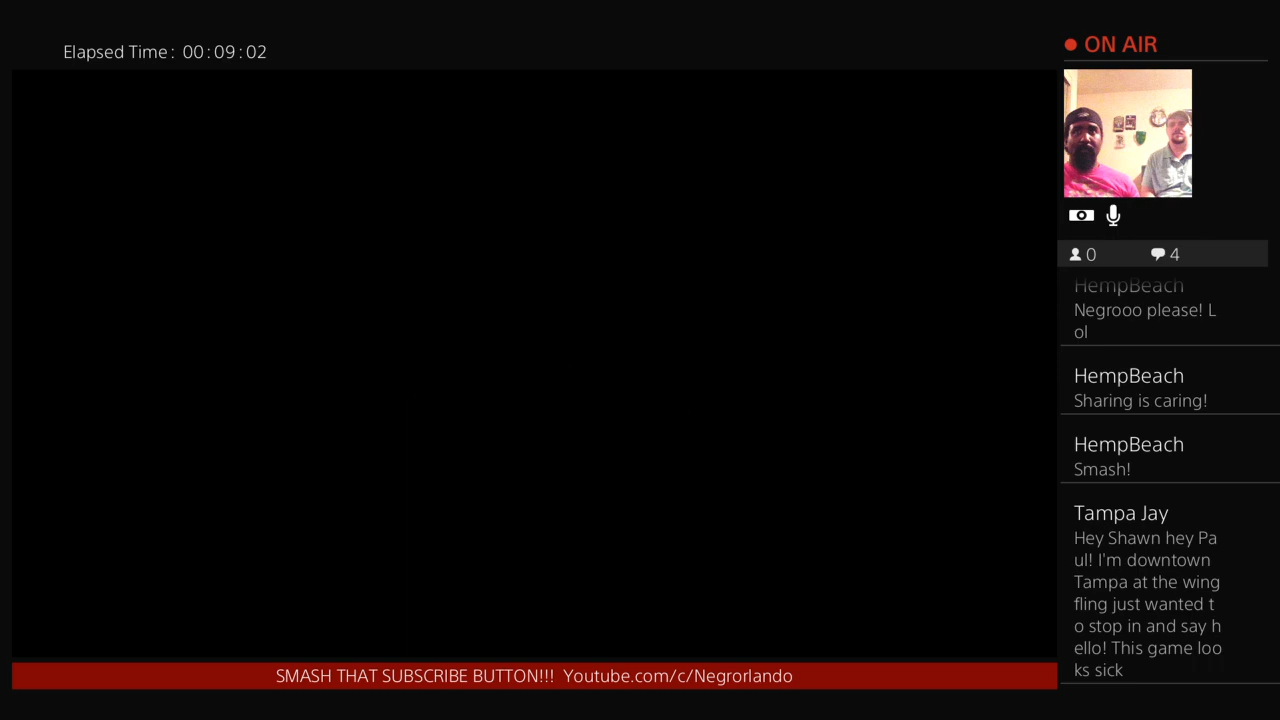 Elapsed Time: 00:09:02
ON AIR
0 4
HempBeach
Negrooo please! L
ol
HempBeach
Sharing is caring!
HempBeach
Smash!
Tampa Jay
Hey Shawn hey Pa
ul! I'm downtown
Tampa at the wing
fling just wanted t
o stop in and say h
ello! This game loo
ks sick
SMASH THAT SUBSCRIBE BUTTON!!! Youtube.com/c/Negrorlando